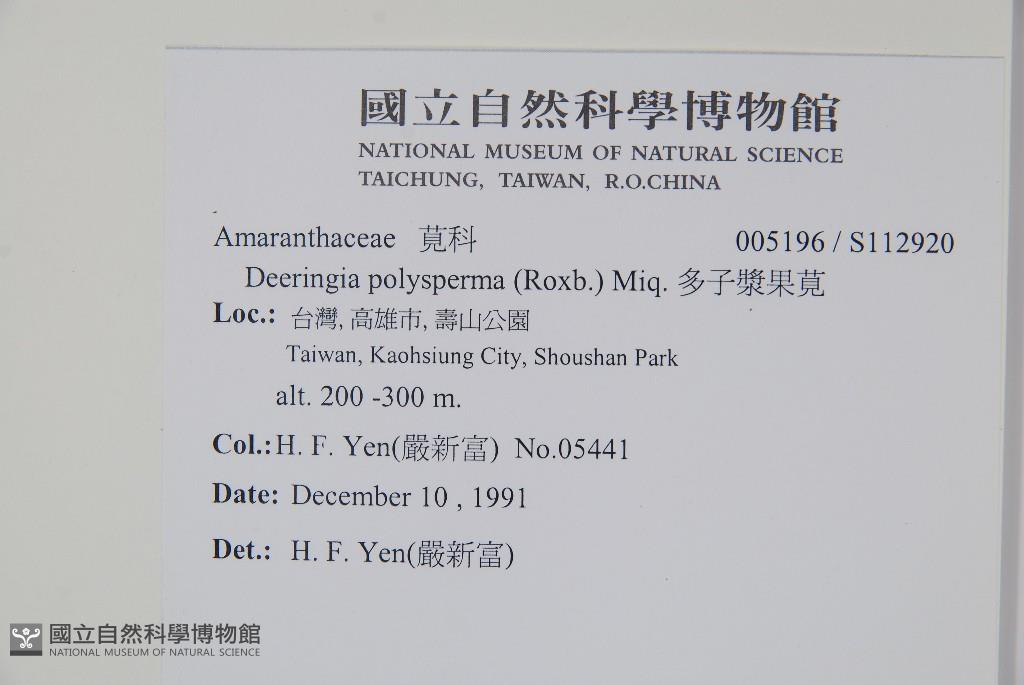 國立自然科學博物館
NATIONAL MUSEUM OF NATURAL SCIENCE
TAICHUNG, TAIWAN, R.O.CHINA
Amaranthaceae 莧科 005196 / S112920
Deeringia polysperma (Roxb.) Miq. 多子漿果莧
Loc.: 台灣, 高雄市, 壽山公園
Taiwan, Kaohsiung City, Shoushan Park
alt. 200 -300 m.
Col.: H. F. Yen(嚴新富) No.05441
Date: December 10 , 1991
Det.: H. F. Yen(嚴新富)
國立自然科學博物館
NATIONAL MUSEUM OF NATURAL SCIENCE